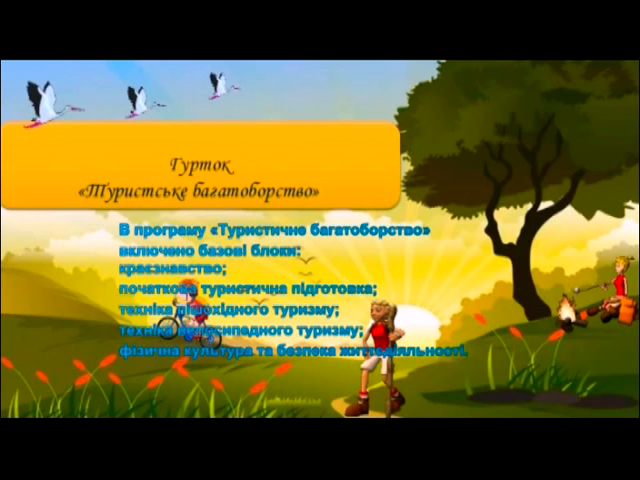 Гурток
«Туристське багатоборство»
В програму «Туристичне багатоборство»
включено базові блоки:
краєзнавство;
початкова туристична підготовка;
техніка пішохідного туризму;
техніка велосипедного туризму;
фізична культура та безпека життєдіяльності.